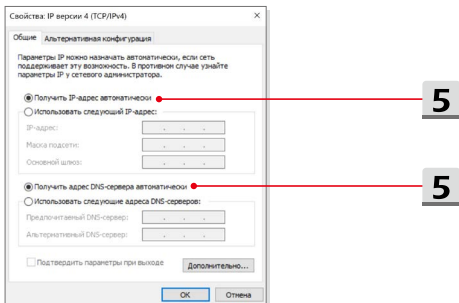 Свойства: IP версии 4 (TCP/IPv4)
Общие Альтернативная конфигурация
Параметры IP можно назначать автоматически, если сеть
поддерживает эту возможность. В противном случае узнайте
параметры IP у сетевого администратора.
Получить IP-адрес автоматически
5
Использовать следующий IP-адрес:
IP-адрес:
Маска подсети:
Основной шлюз:
Получить адрес DNS-сервера автоматически
5
Использовать следующие адреса DNS-серверов:
Предпочитаемый DNS-сервер:
Альтернативный DNS-сервер:
Подтвердить параметры при выходе
Дополнительно...
OK Отмена